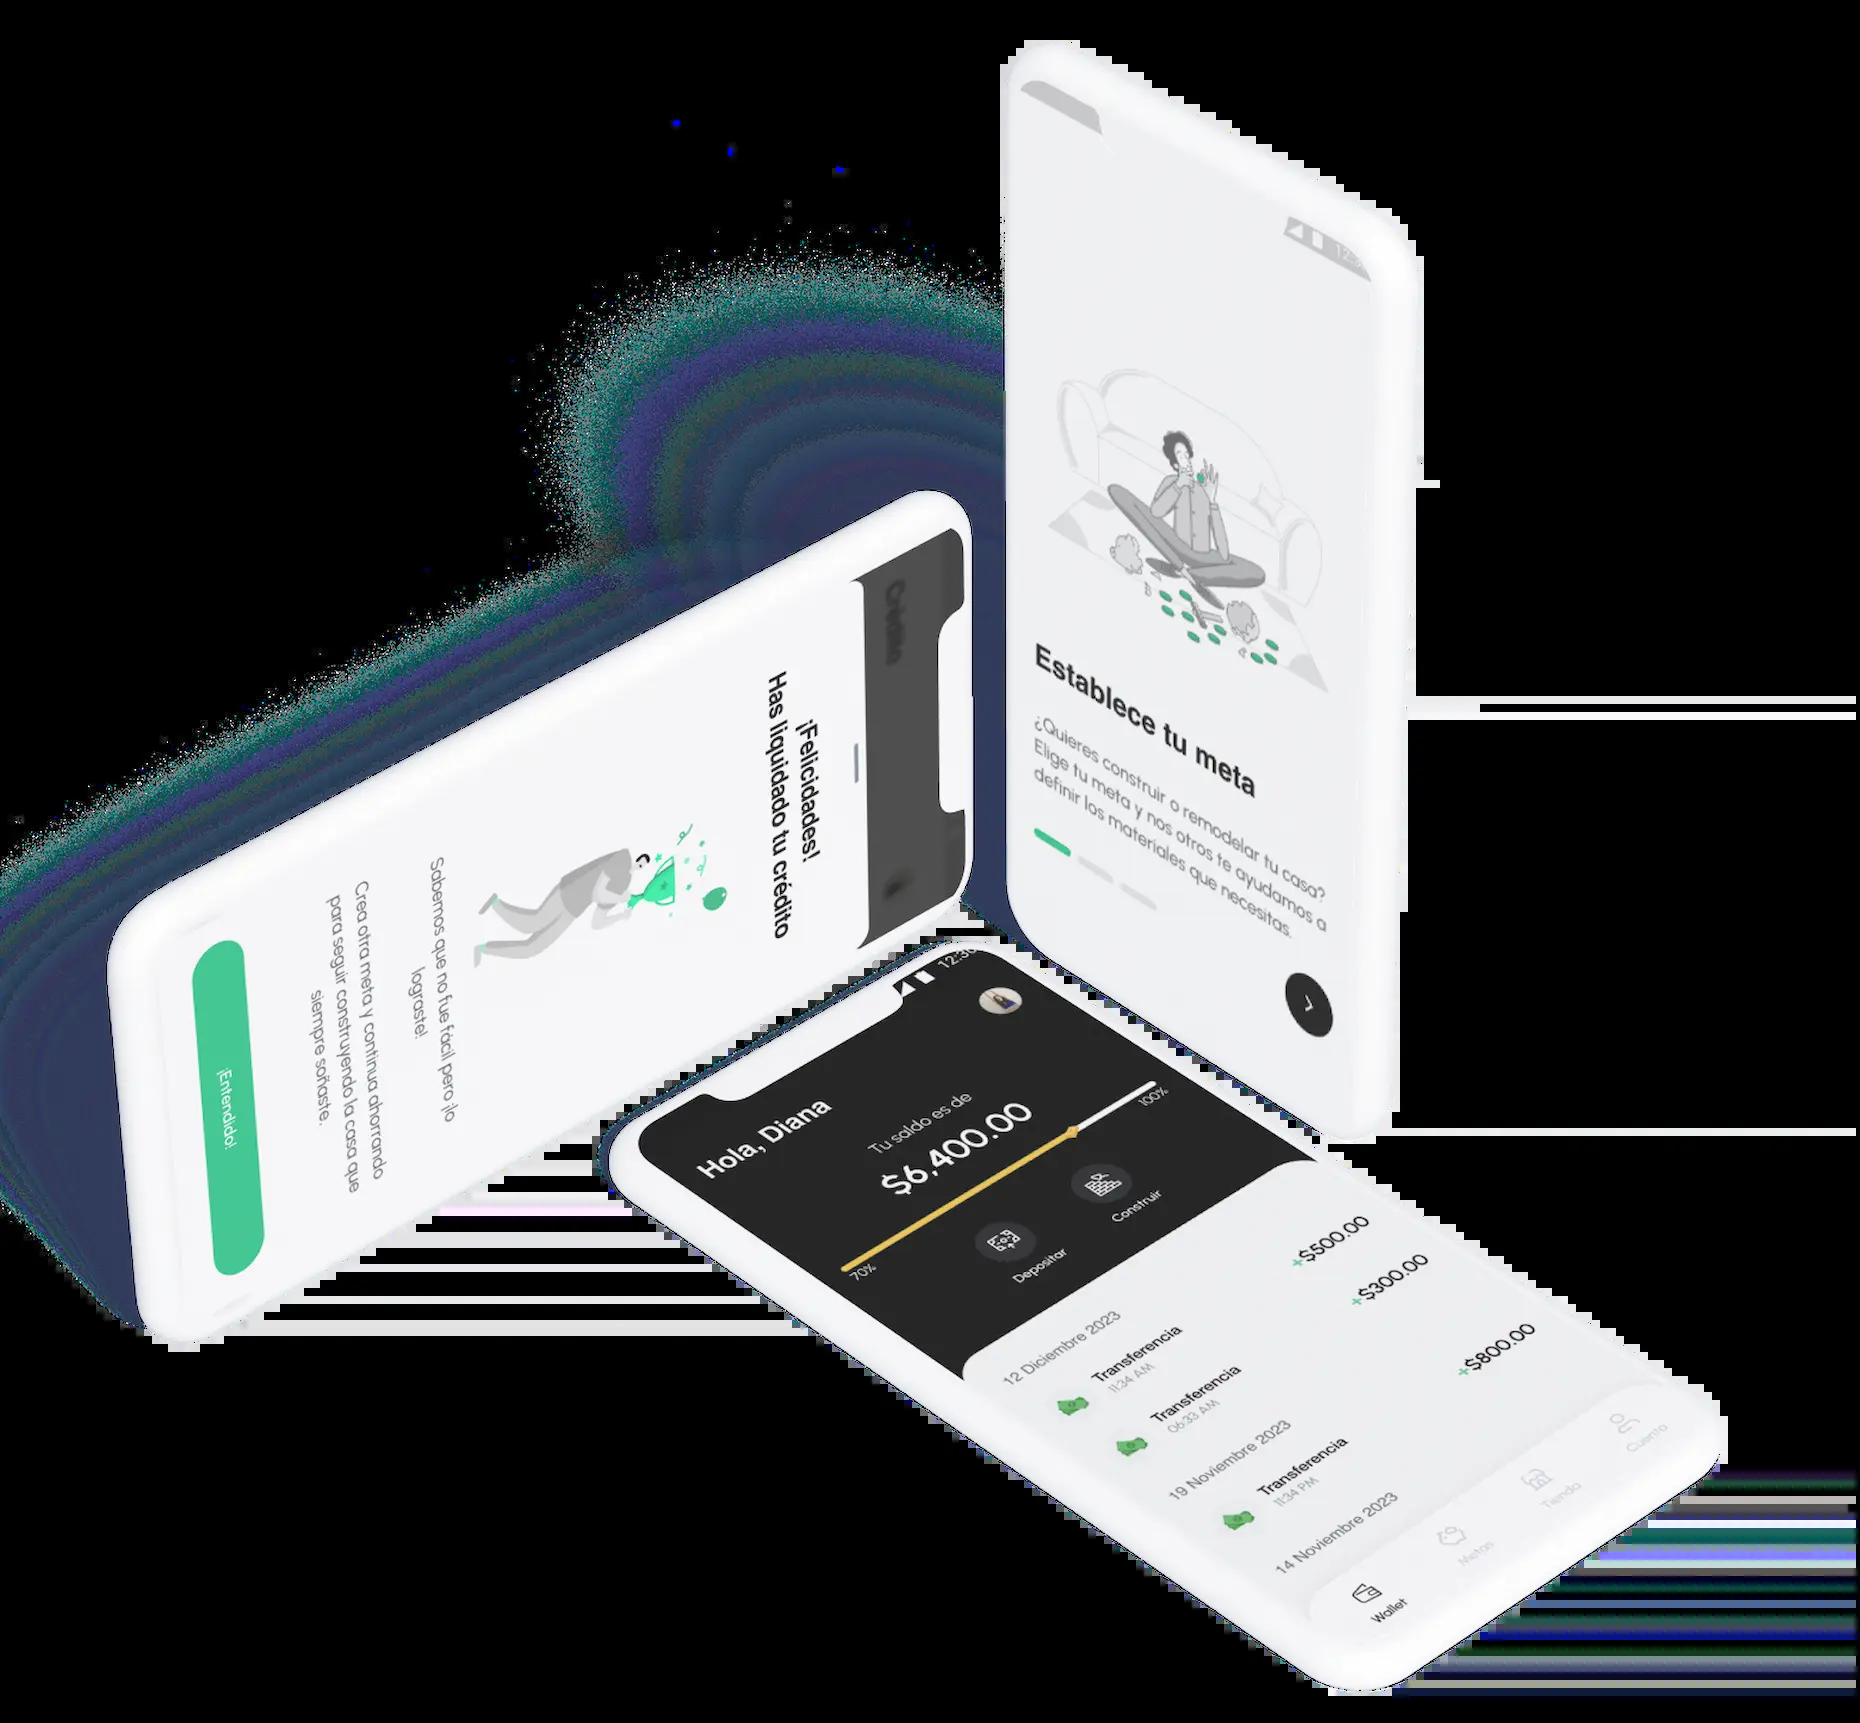 Establece tu meta
¿Quieres construir o remodelar tu casa?
Elige tu meta y nos otros te ayudamos a
definir los materiales que necesitas.
Crédito
¡Felicidades!
Has liquidado tu crédito
Sabemos que no fue fácil pero ¡lo
lograste!
Crea otra meta y continua ahorrando
para seguir construyendo la casa que
siempre soñaste.
¡Entendido!
12:30
Hola, Diana
Tu saldo es de
$6,400.00
70%
100%
Depositar
Construir
12 Diciembre 2023
Transferencia
+$500.00
11:34 AM
Transferencia
+$300.00
06:33 AM
19 Noviembre 2023
Transferencia
+$800.00
11:34 PM
14 Noviembre 2023
Wallet
Metas
Tienda
Cuenta